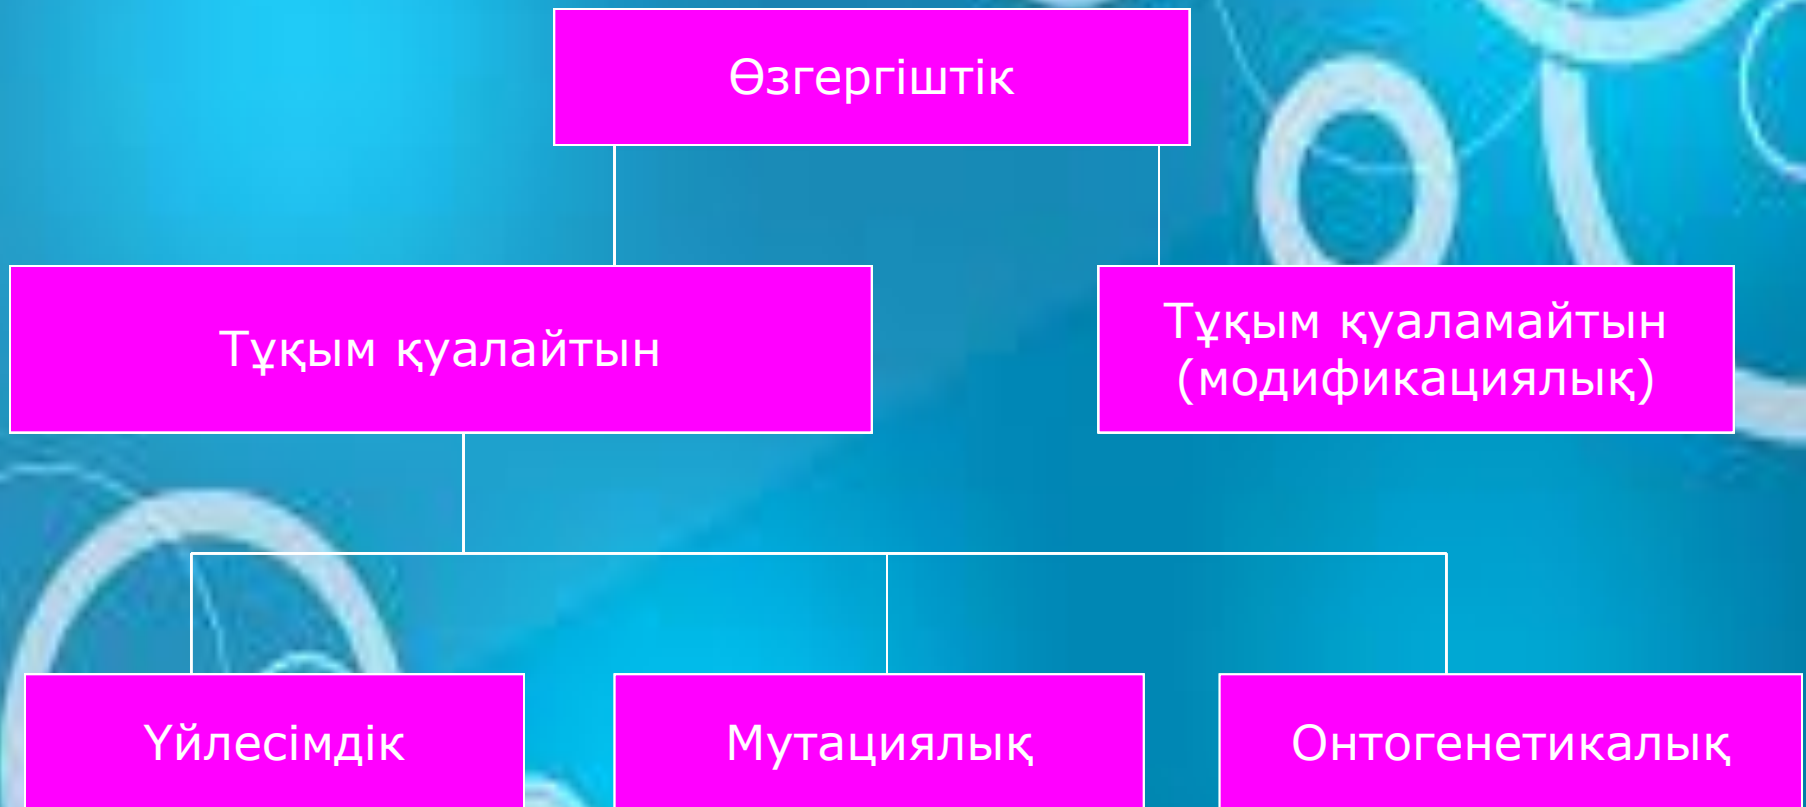 Өзгергіштік
Тұқым қуалайтын
Тұқым қуаламайтын
(модификациялық)
Үйлесімдік
Мутациялық
Онтогенетикалық